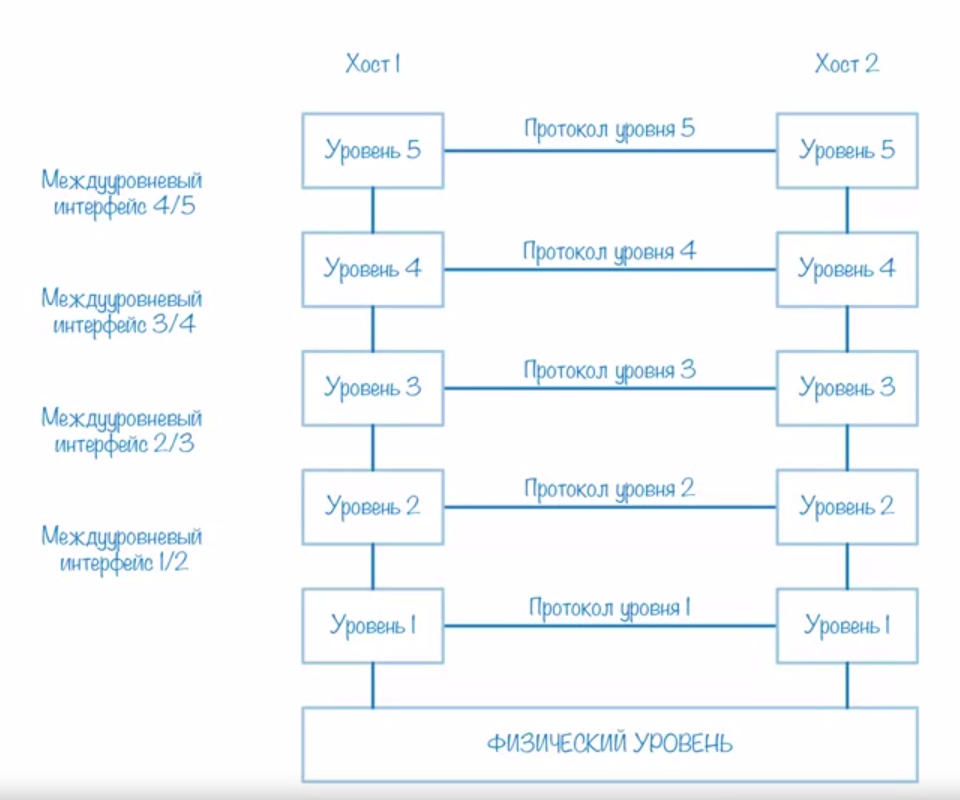 Хост 1
Хост 2
Уровень 5
Протокол уровня 5
Уровень 5
Междууровневый
интерфейс 4/5
Уровень 4
Протокол уровня 4
Уровень 4
Междууровневый
интерфейс 3/4
Уровень 3
Протокол уровня 3
Уровень 3
Междууровневый
интерфейс 2/3
Уровень 2
Протокол уровня 2
Уровень 2
Междууровневый
интерфейс 1/2
Уровень 1
Протокол уровня 1
Уровень 1
ФИЗИЧЕСКИЙ УРОВЕНЬ